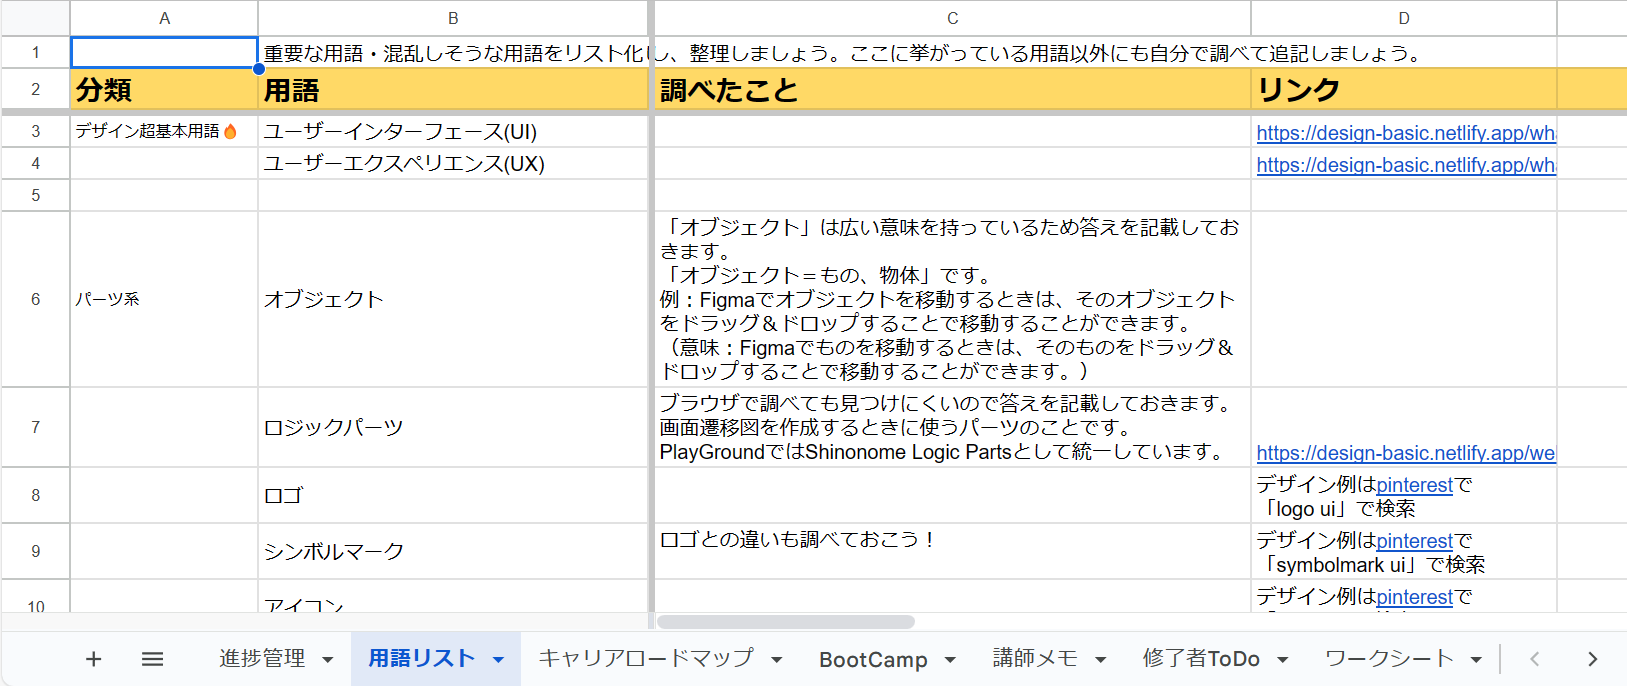 A B C D
1 重要な用語・混乱しそうな用語をリスト化し、整理しましょう。ここに挙がっている用語以外にも自分で調べて追記しましょう。
2 分類 用語 調べたこと リンク
3 デザイン超基本用語🔥 ユーザーインターフェース(UI) https://design-basic.netlify.app/wha
4 ユーザーエクスペリエンス(UX) https://design-basic.netlify.app/wha
5
6 パーツ系 オブジェクト
「オブジェクト」は広い意味を持っているため答えを記載してお
きます。
「オブジェクト＝もの、物体」です。
例：Figmaでオブジェクトを移動するときは、そのオブジェクト
をドラッグ＆ドロップすることで移動することができます。
（意味：Figmaでものを移動するときは、そのものをドラッグ＆
ドロップすることで移動することができます。）
7 ロジックパーツ
ブラウザで調べても見つけにくいので答えを記載しておきます。
画面遷移図を作成するときに使うパーツのことです。
PlayGroundではShinonome Logic Partsとして統一しています。
https://design-basic.netlify.app/we
8 ロゴ
デザイン例はpinterestで
「logo ui」で検索
9 シンボルマーク
ロゴとの違いも調べておこう！
デザイン例はpinterestで
「symbolmark ui」で検索
10 アイコン
デザイン例はpinterestで
進捗管理 用語リスト キャリアロードマップ BootCamp 講師メモ 修了者ToDo ワークシート